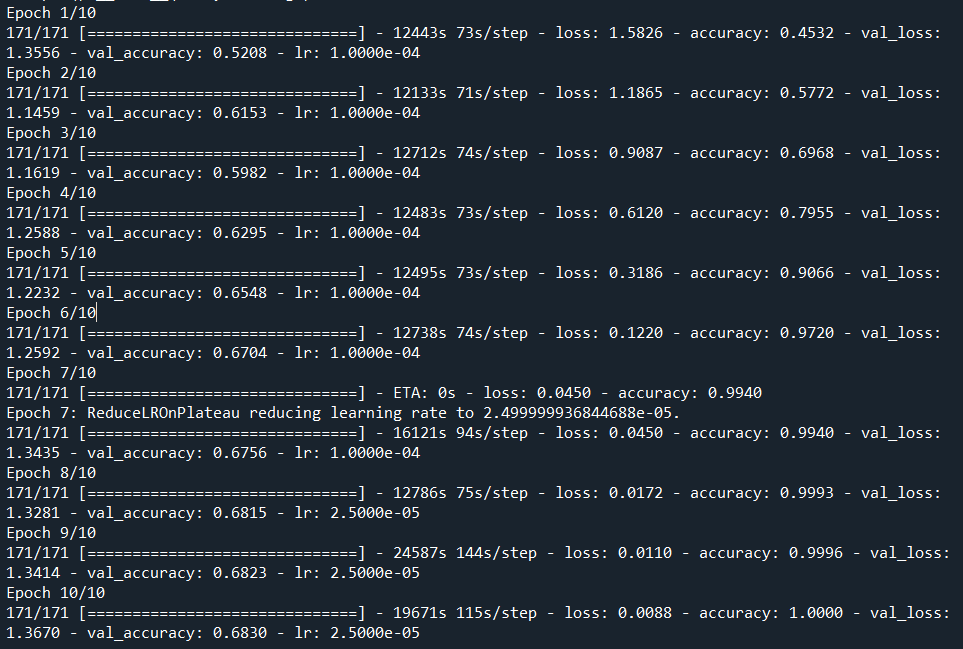 Epoch 1/10
171/171 [==============================] - 12443s 73s/step - loss: 1.5826 - accuracy: 0.4532 - val_loss:
1.3556 - val_accuracy: 0.5208 - lr: 1.0000e-04
Epoch 2/10
171/171 [==============================] - 12133s 71s/step - loss: 1.1865 - accuracy: 0.5772 - val_loss:
1.1459 - val_accuracy: 0.6153 - lr: 1.0000e-04
Epoch 3/10
171/171 [==============================] - 12712s 74s/step - loss: 0.9087 - accuracy: 0.6968 - val_loss:
1.1619 - val_accuracy: 0.5982 - lr: 1.0000e-04
Epoch 4/10
171/171 [==============================] - 12483s 73s/step - loss: 0.6120 - accuracy: 0.7955 - val_loss:
1.2588 - val_accuracy: 0.6295 - lr: 1.0000e-04
Epoch 5/10
171/171 [==============================] - 12495s 73s/step - loss: 0.3186 - accuracy: 0.9066 - val_loss:
1.2232 - val_accuracy: 0.6548 - lr: 1.0000e-04
Epoch 6/10
171/171 [==============================] - 12738s 74s/step - loss: 0.1220 - accuracy: 0.9720 - val_loss:
1.2592 - val_accuracy: 0.6704 - lr: 1.0000e-04
Epoch 7/10
171/171 [==============================] - ETA: 0s - loss: 0.0450 - accuracy: 0.9940
Epoch 7: ReduceLROnPlateau reducing learning rate to 2.499999936844688e-05.
171/171 [==============================] - 16121s 94s/step - loss: 0.0450 - accuracy: 0.9940 - val_loss:
1.3435 - val_accuracy: 0.6756 - lr: 1.0000e-04
Epoch 8/10
171/171 [==============================] - 12786s 75s/step - loss: 0.0172 - accuracy: 0.9993 - val_loss:
1.3281 - val_accuracy: 0.6815 - lr: 2.5000e-05
Epoch 9/10
171/171 [==============================] - 24587s 144s/step - loss: 0.0110 - accuracy: 0.9996 - val_loss:
1.3414 - val_accuracy: 0.6823 - lr: 2.5000e-05
Epoch 10/10
171/171 [==============================] - 19671s 115s/step - loss: 0.0088 - accuracy: 1.0000 - val_loss:
1.3670 - val_accuracy: 0.6830 - lr: 2.5000e-05